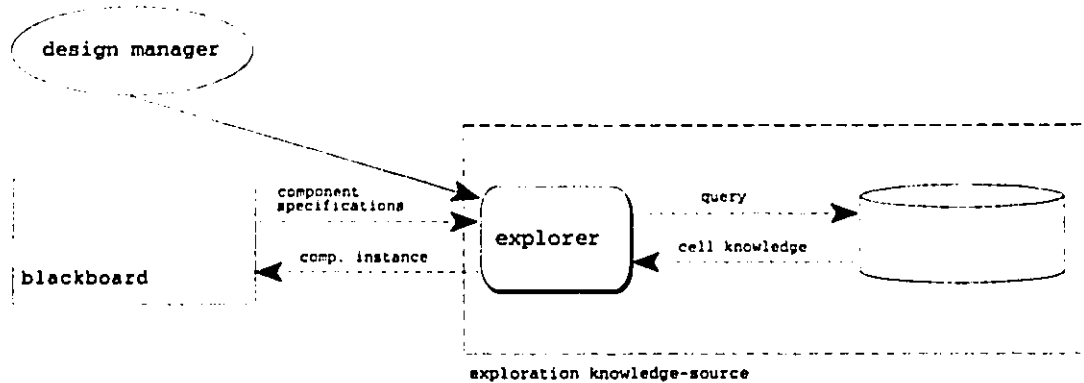 design manager
component
specifications
query
explorer
cell knowledge
comp. instance
blackboard
exploration knowledge-source